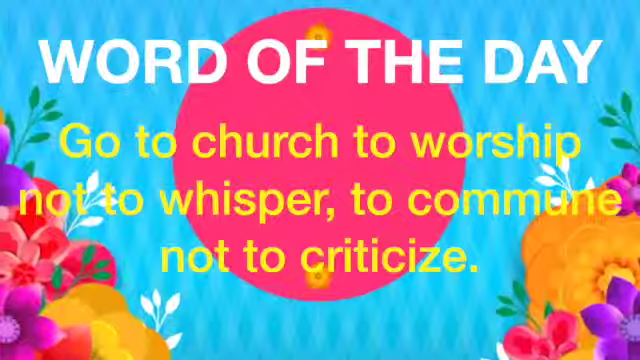 WORD OF THE DAY
Go to church to worship
not to whisper, to commune
not to criticize.